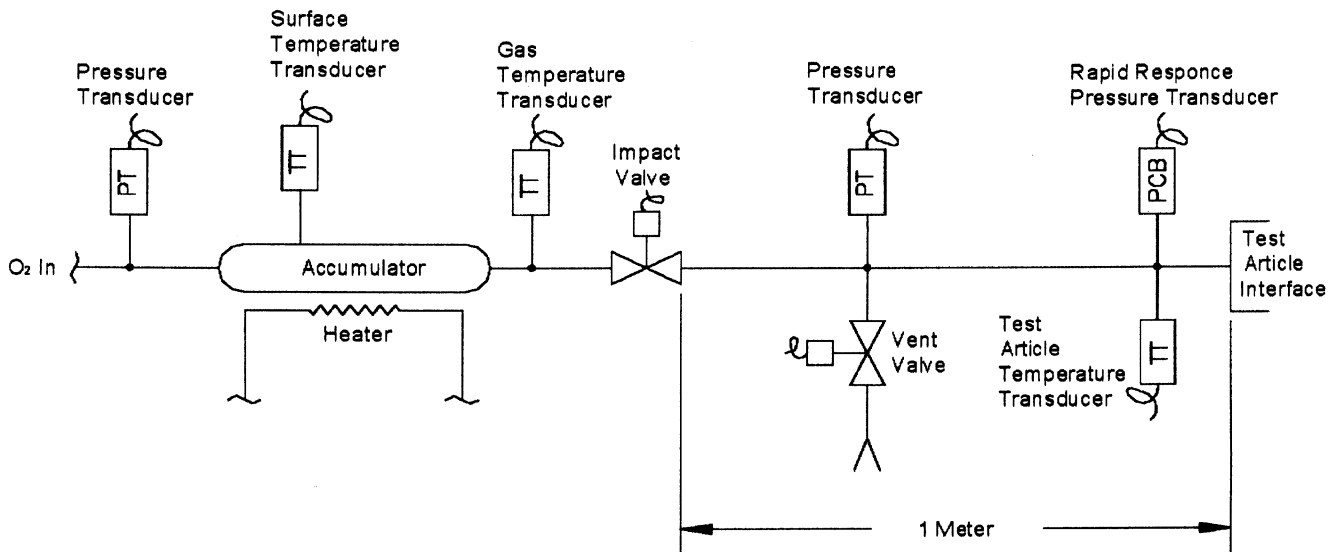 Surface
Temperature
Transducer
Pressure
Transducer
Gas
Temperature
Transducer
Impact
Valve
Pressure
Transducer
Rapid Responce
Pressure Transducer
PT
TT
TT
PT
PCB
O₂ In
Accumulator
Heater
Test
Article
Interface
Vent
Valve
Test
Article
Temperature
Transducer
TT
1 Meter